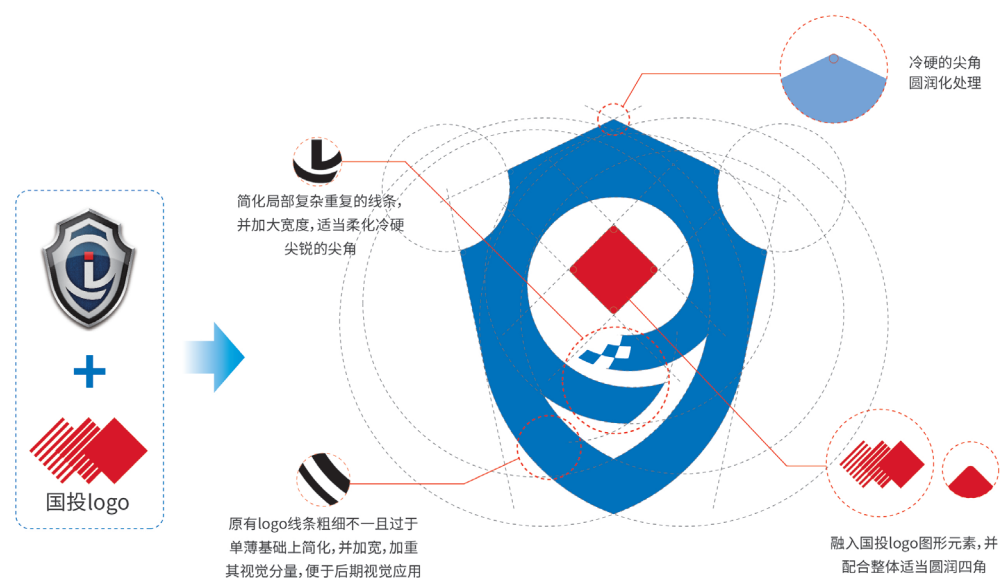 冷硬的尖角
圆润化处理
简化局部复杂重复的线条，
并加大宽度，适当柔化冷硬
尖锐的尖角
国投logo
原有logo线条粗细不一且过于
单薄基础上简化，并加宽，加重
其视觉分量，便于后期视觉应用
融入国投logo图形元素，并
配合整体适当圆润四角